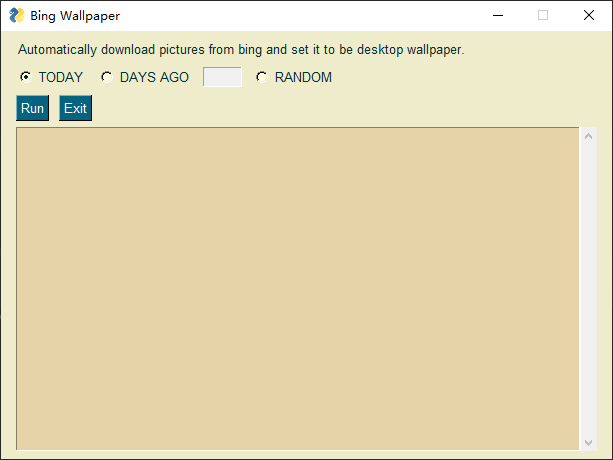 Bing Wallpaper
Automatically download pictures from bing and set it to be desktop wallpaper.
TODAY DAYS AGO RANDOM
Run Exit